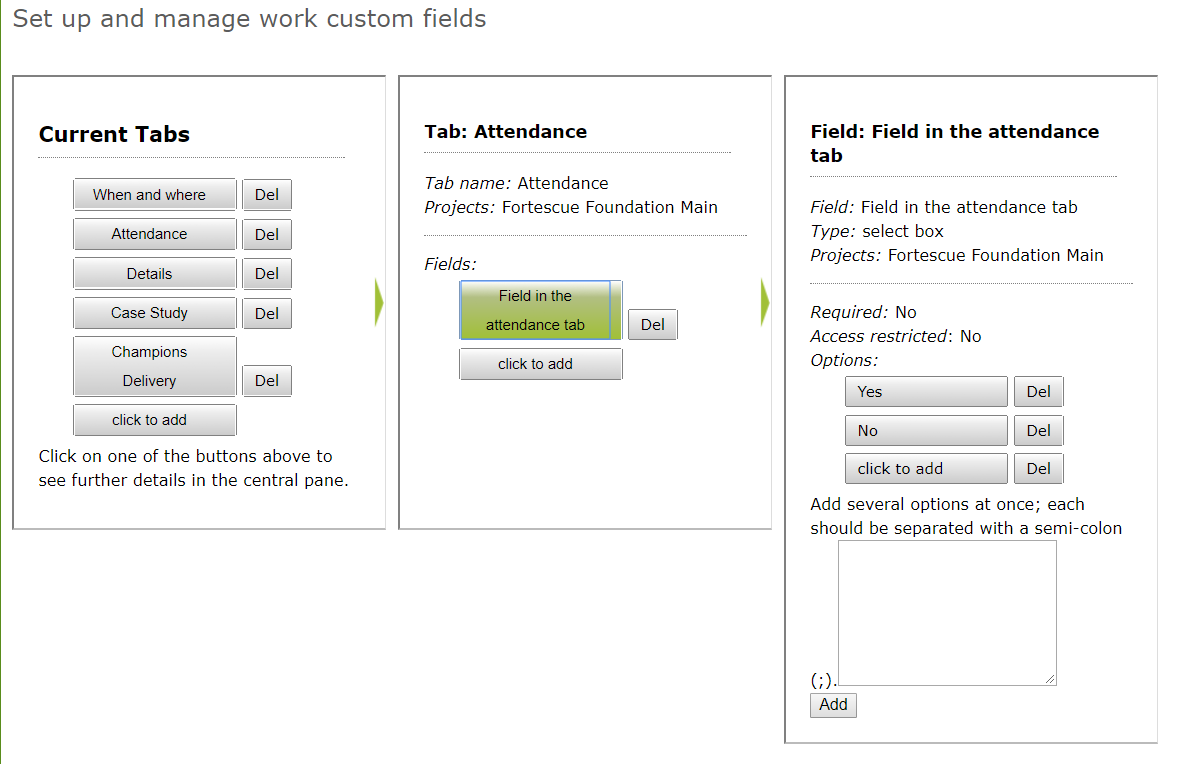 Set up and manage work custom fields
Current Tabs
When and where Del
Attendance Del
Details Del
Case Study Del
Champions
Delivery Del
click to add
Click on one of the buttons above to
see further details in the central pane.
Tab: Attendance
Tab name: Attendance
Projects: Fortescue Foundation Main
Fields:
Field in the
attendance tab Del
click to add
Field: Field in the attendance
tab
Field: Field in the attendance tab
Type: select box
Projects: Fortescue Foundation Main
Required: No
Access restricted: No
Options:
Yes Del
No Del
click to add Del
Add several options at once; each
should be separated with a semi-colon
(;).
Add